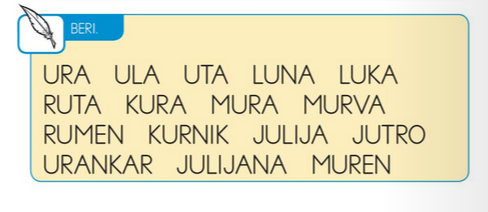 BERI.
URA ULA UTA LUNA LUKA
RUTA KURA MURA MURVA
RUMEN KURNIK JULIJA JUTRO
URANKAR JULIJANA MUREN